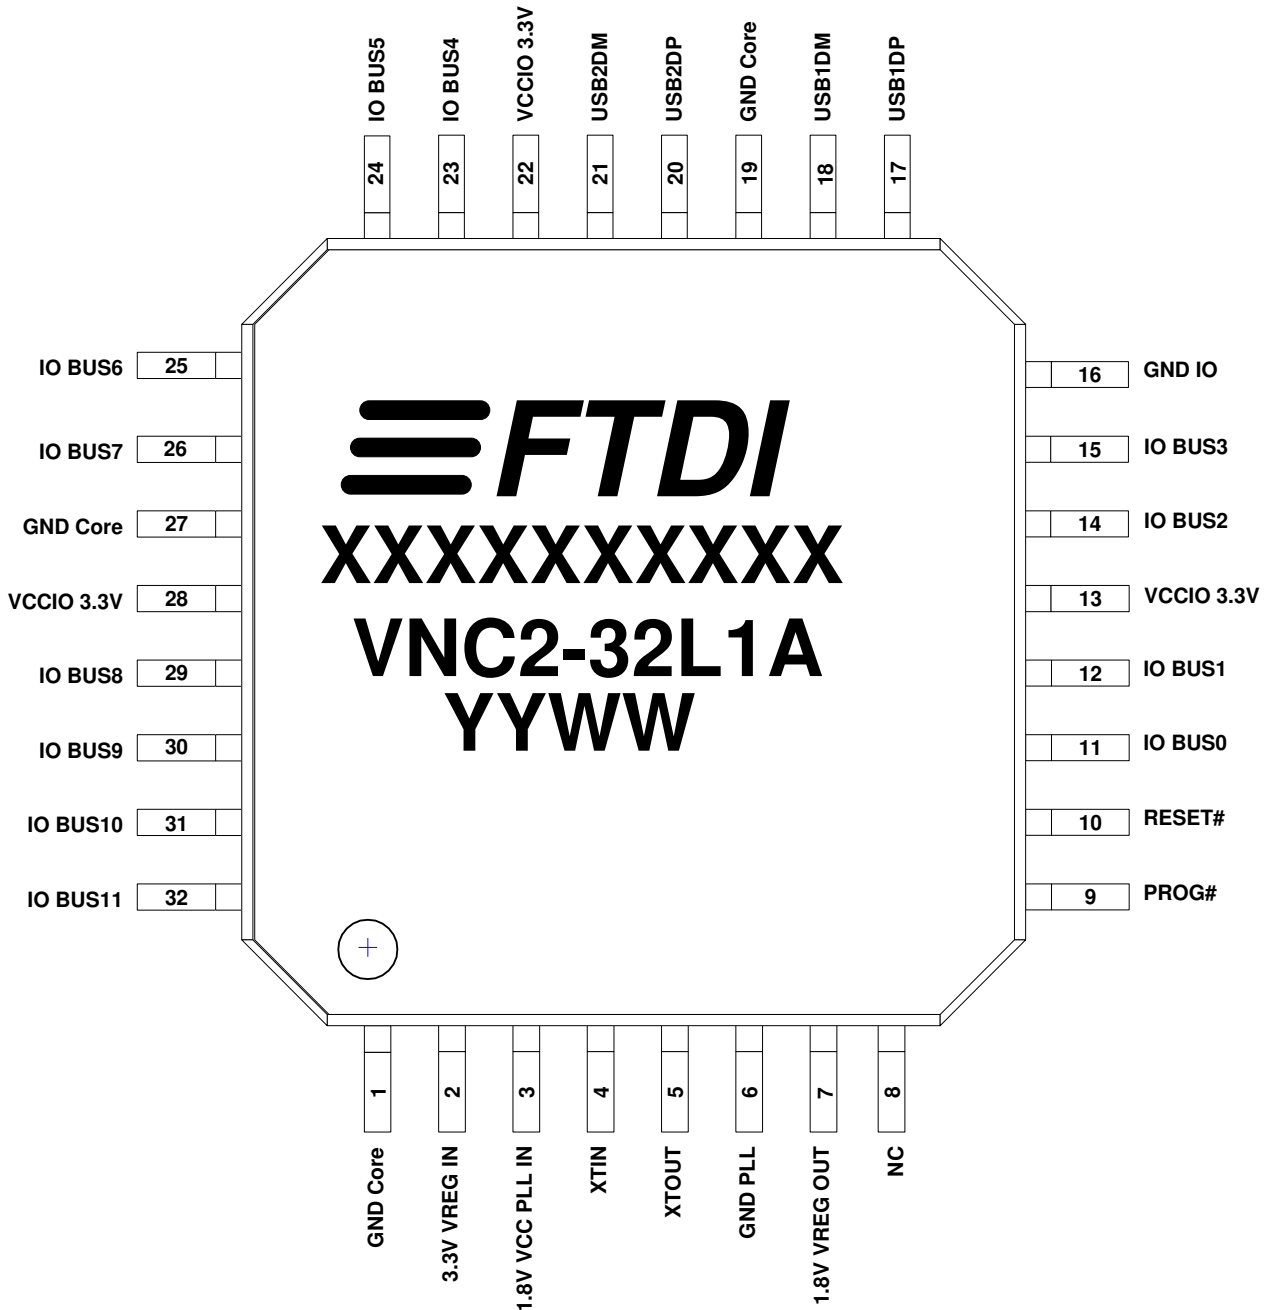 IO BUS5
IO BUS4
VCCIO 3.3V
USB2DM
USB2DP
GND Core
USB1DM
USB1DP
24
23
22
21
20
19
18
17
IO BUS6 25
IO BUS7 26
GND Core 27
VCCIO 3.3V 28
IO BUS8 29
IO BUS9 30
IO BUS10 31
IO BUS11 32
FTDI
XXXXXXXXXX
VNC2-32L1A
YYWW
16 GND IO
15 IO BUS3
14 IO BUS2
13 VCCIO 3.3V
12 IO BUS1
11 IO BUS0
10 RESET#
9 PROG#
1
2
3
4
5
6
7
8
GND Core
3.3V VREG IN
1.8V VCC PLL IN
XTIN
XTOUT
GND PLL
1.8V VREG OUT
NC